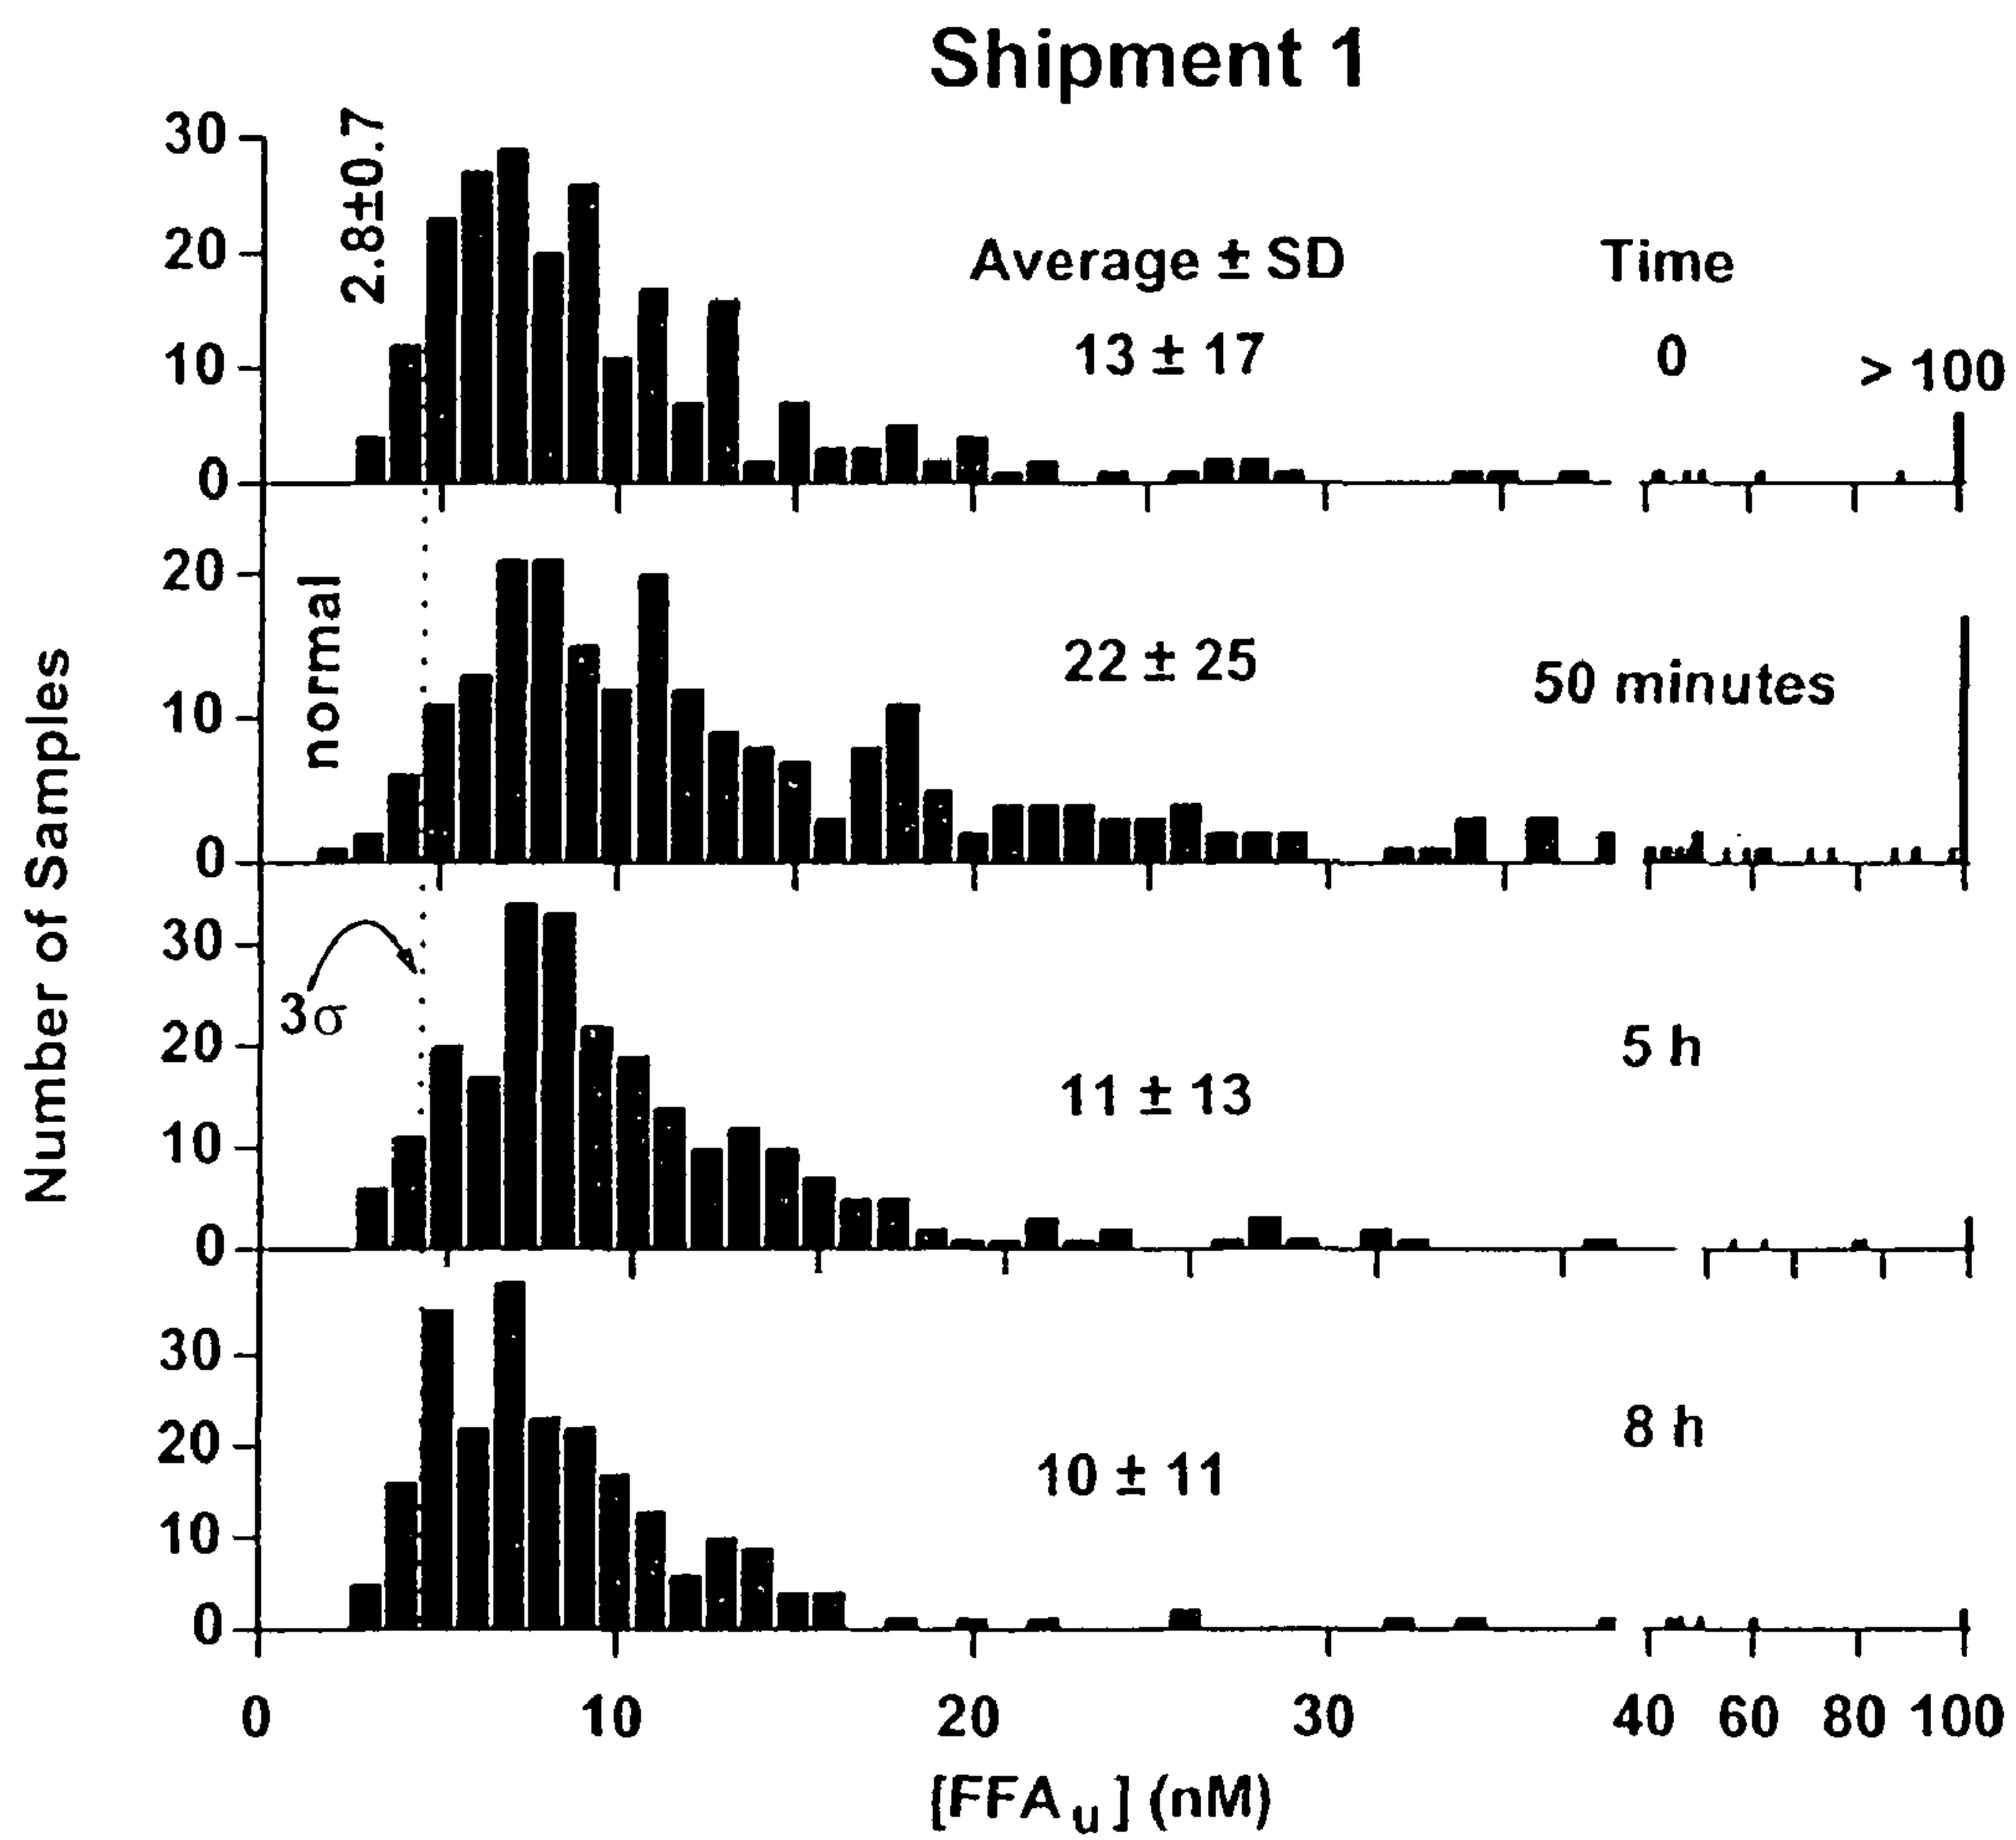 Shipment 1
30
20
10
0
2.8±0.7
Average ± SD
Time
13 ± 17
0
> 100
20
10
0
normal
22 ± 25
50 minutes
Number of Samples
30
20
10
0
3σ
5 h
11 ± 13
30
20
10
0
8 h
10 ± 11
0 10 20 30 40 60 80 100
[FFAu] (nM)